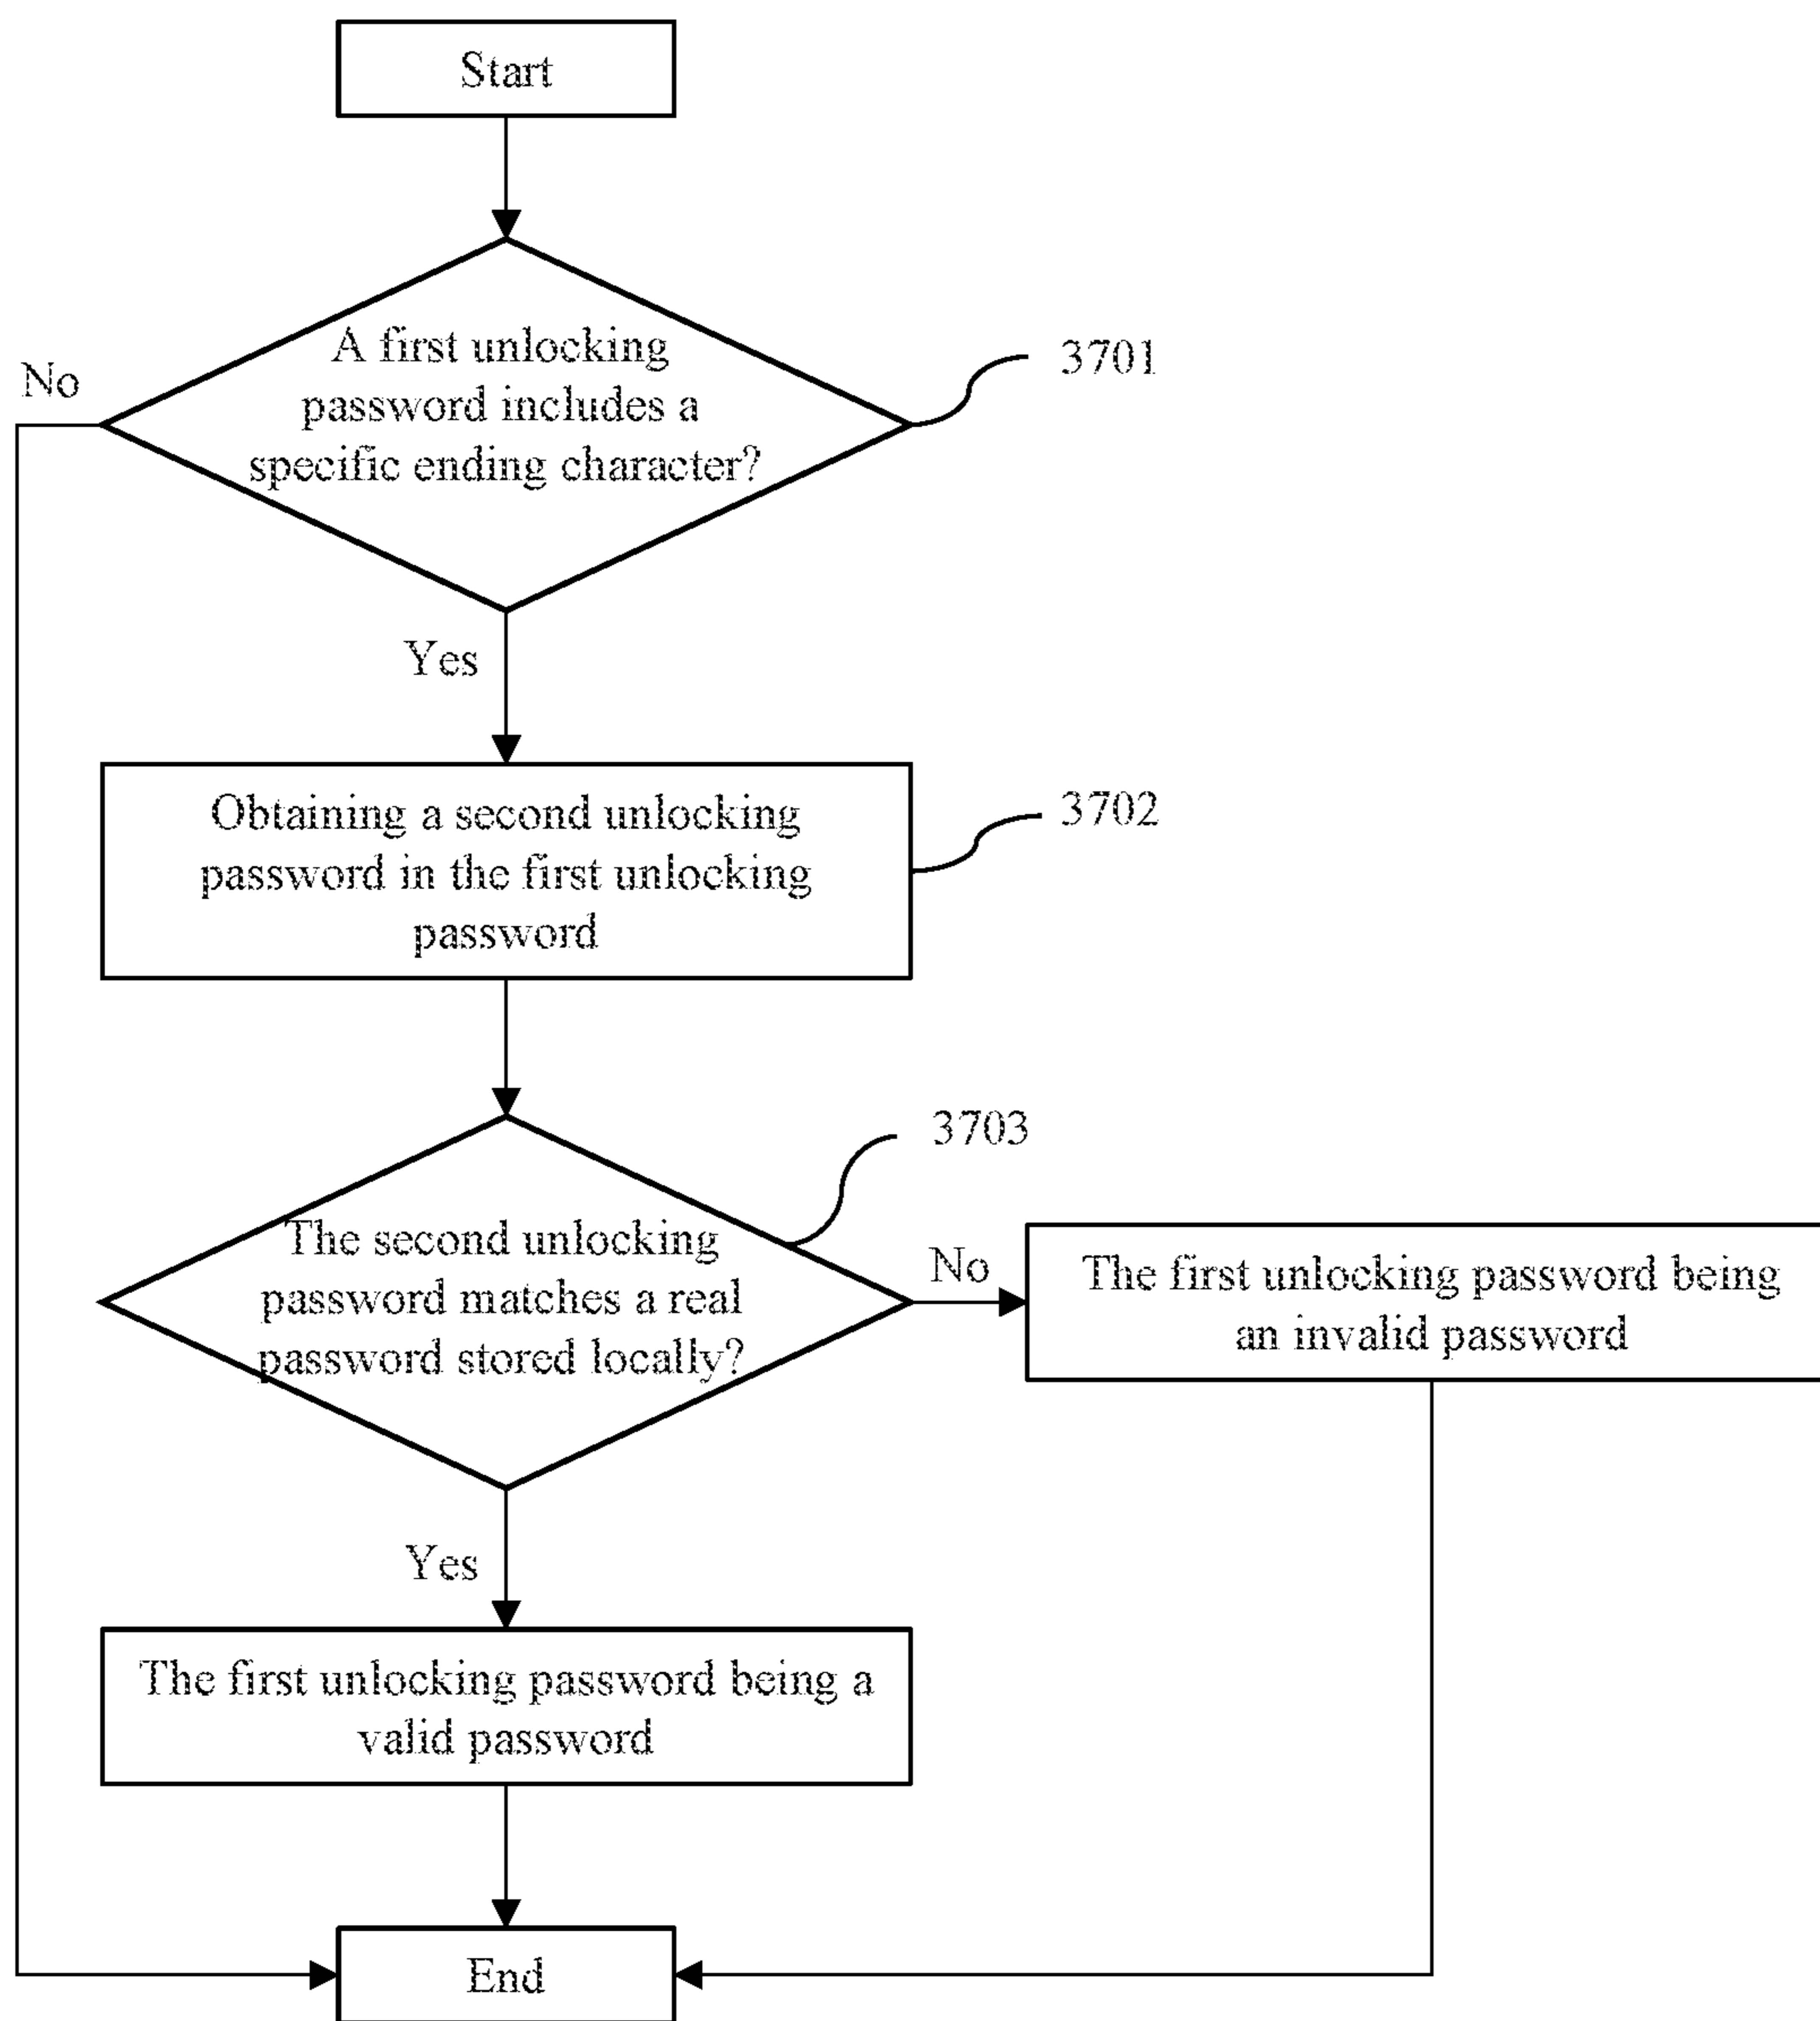 Start
A first unlocking
password includes a
specific ending character?
3701
No
Yes
Obtaining a second unlocking
password in the first unlocking
password
3702
The second unlocking
password matches a real
password stored locally?
3703
No
The first unlocking password being
an invalid password
Yes
The first unlocking password being a
valid password
End